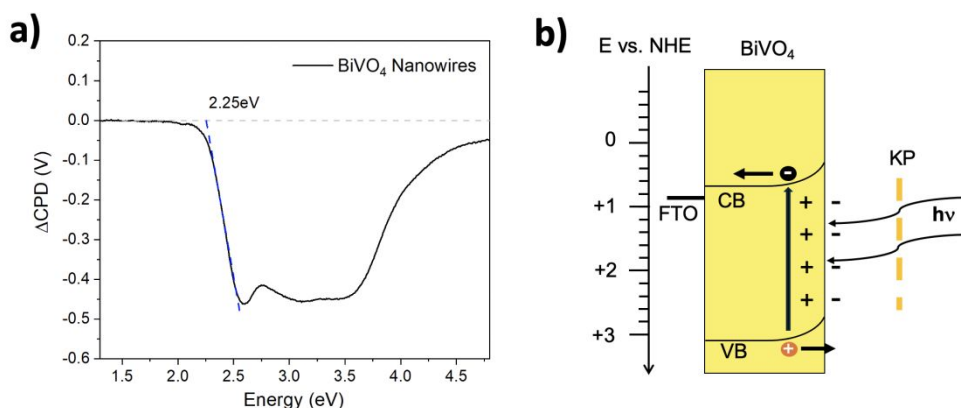 a)
0.2
0.1
0.0
-0.1
-0.2
-0.3
-0.4
-0.5
-0.6
ΔCPD (V)
BiVO₄ Nanowires
2.25eV
1.5 2.0 2.5 3.0 3.5 4.0 4.5
Energy (eV)
b)
E vs. NHE
BiVO₄
0
+1
+2
+3
FTO
CB
VB
KP
hν
+ -
+ -
+ -
+ -
-
+